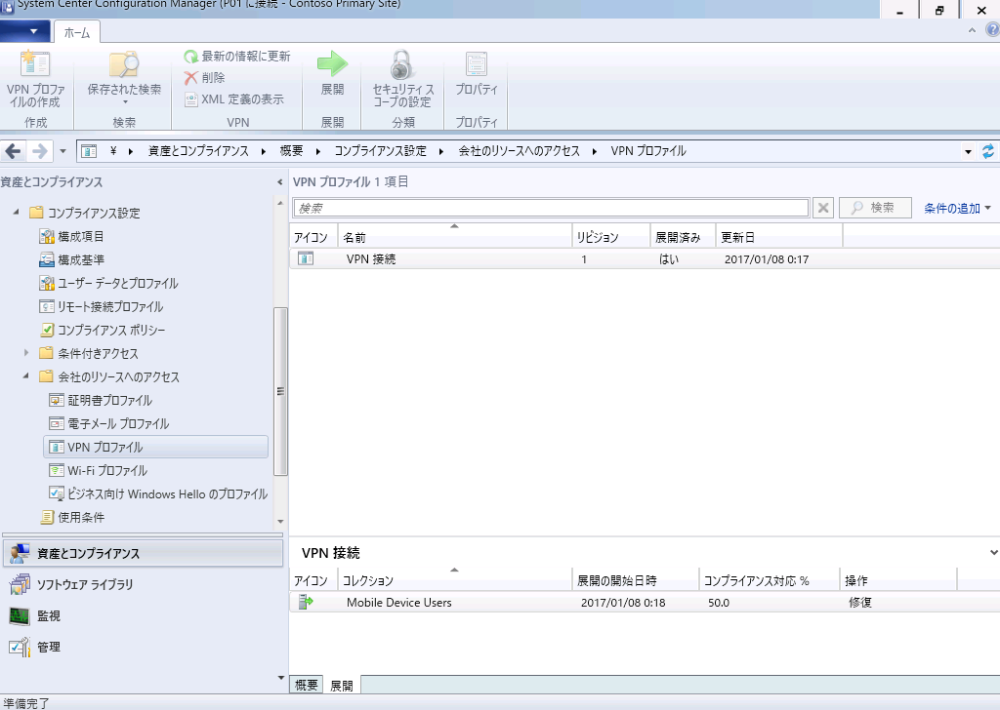 System Center Configuration Manager (P01 に接続 - Contoso Primary Site)
ホーム
VPN プロファイルの作成
保存された検索
最新の情報に更新
削除
XML 定義の表示
展開
セキュリティ スコープの設定
プロパティ
作成
検索
VPN
展開
分類
プロパティ
¥ 資産とコンプライアンス 概要 コンプライアンス設定 会社のリソースへのアクセス VPN プロファイル
資産とコンプライアンス
コンプライアンス設定
構成項目
構成基準
ユーザー データとプロファイル
リモート接続プロファイル
コンプライアンス ポリシー
条件付きアクセス
会社のリソースへのアクセス
証明書プロファイル
電子メール プロファイル
VPN プロファイル
Wi-Fi プロファイル
ビジネス向け Windows Hello のプロファイル
使用条件
資産とコンプライアンス
ソフトウェア ライブラリ
監視
管理
VPN プロファイル 1 項目
検索
検索
条件の追加
アイコン 名前 リビジョン 展開済み 更新日
VPN 接続 1 はい 2017/01/08 0:17
VPN 接続
アイコン コレクション 展開の開始日時 コンプライアンス対応 % 操作
Mobile Device Users 2017/01/08 0:18 50.0 修復
概要 展開
準備完了